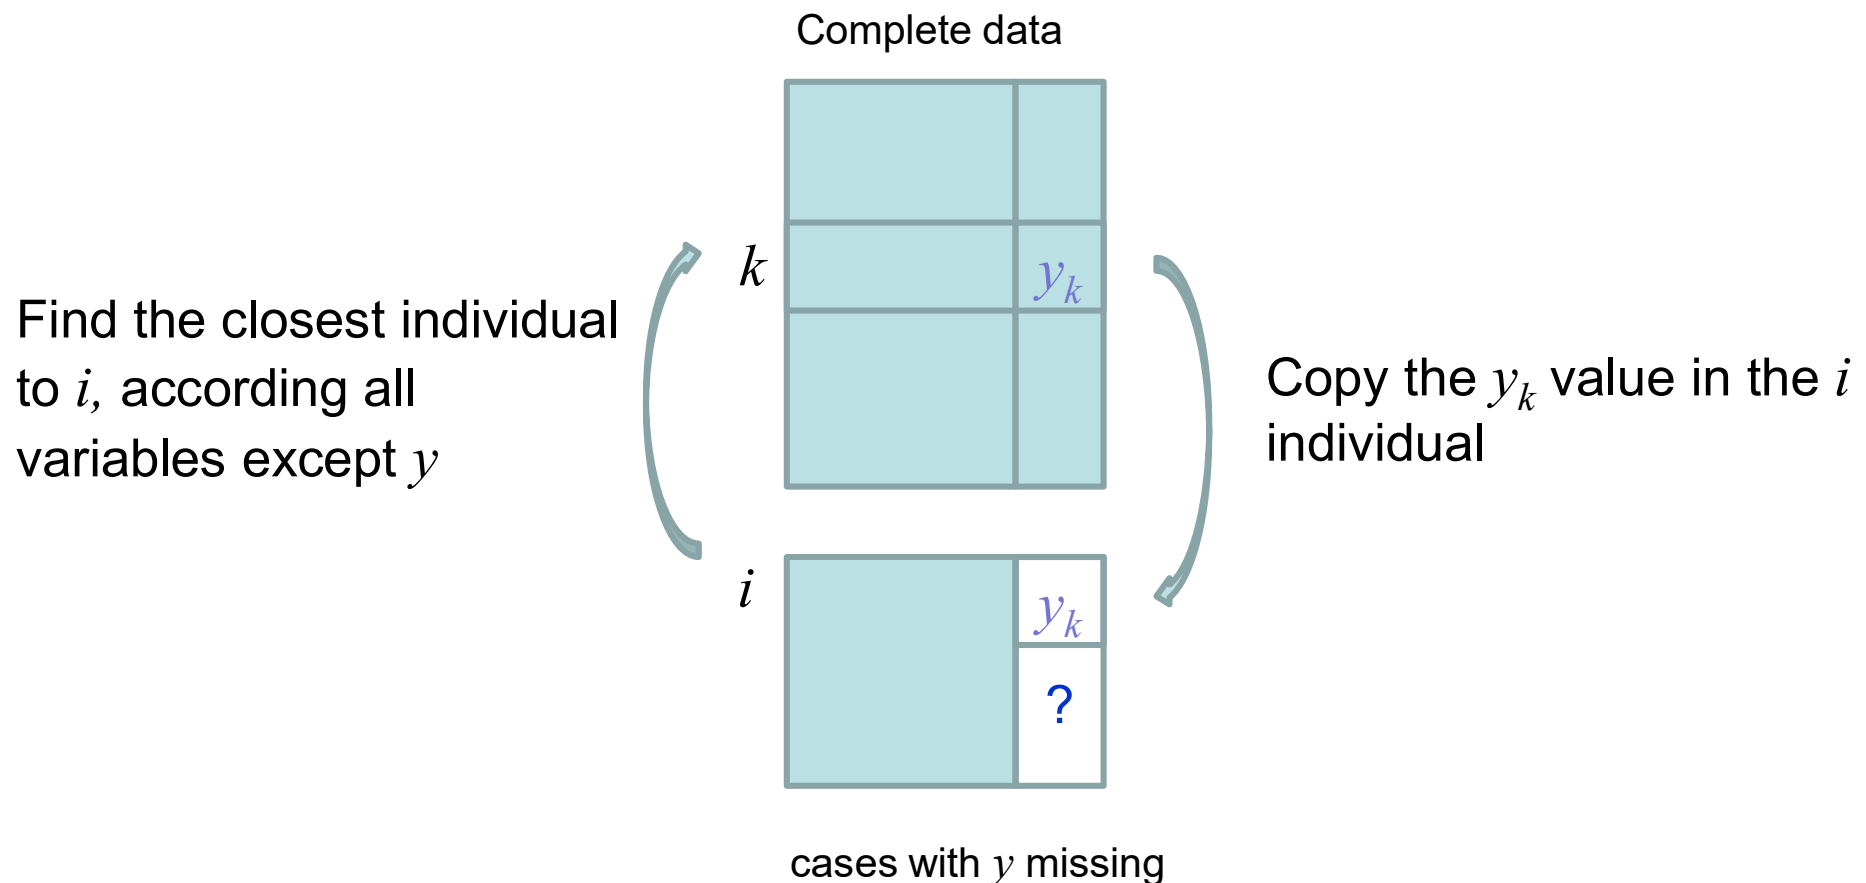 Complete data
k
y_k
Find the closest individual
to i, according all
variables except y
Copy the y_k value in the i
individual
i
y_k
?
cases with y missing